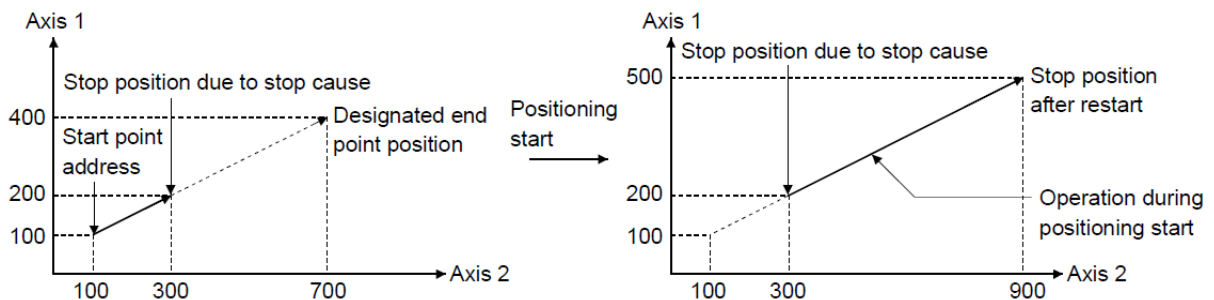 Axis 1
Stop position due to stop cause
400
Start point
address
Designated end
point position
200
100
Axis 2
100 300 700
Positioning
start
Axis 1
Stop position due to stop cause
500
Stop position
after restart
200
Operation during
positioning start
100
Axis 2
100 300 900